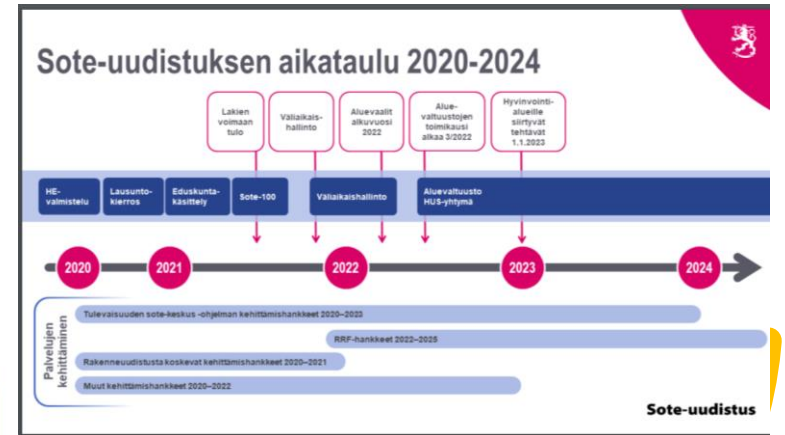 Sote-uudistuksen aikataulu 2020-2024
Lakien
voimaan
tulo
Väliaikais-
hallinto
Aluevaalit
alkuvuosi
2022
Alue-
valtuustojen
toimikausi
alkaa 3/2022
Hyvinvointi-
alueille
siirtyvät
tehtävät
1.1.2023
HE-
valmistelu
Lausunto-
kierros
Eduskunta-
käsittely
Sote-100
Väliaikaishallinto
Aluevaltuusto
HUS-yhtymä
2020
2021
2022
2023
2024
Palvelujen
kehittäminen
Tulevaisuuden sote-keskus -ohjelman kehittämishankkeet 2020–2023
RRF-hankkeet 2022–2025
Rakenneuudistusta koskevat kehittämishankkeet 2020–2021
Muut kehittämishankkeet 2020–2022
Sote-uudistus